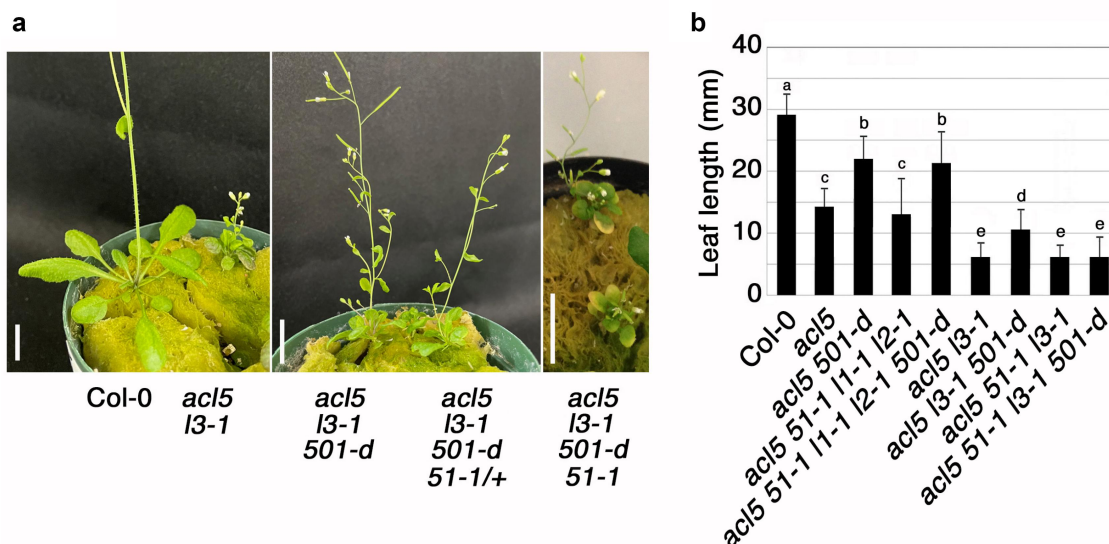 a
Col-0
acl5
l3-1
acl5
l3-1
501-d
acl5
l3-1
501-d
51-1/+
acl5
l3-1
501-d
51-1
b
Leaf length (mm)
40
30
20
10
0
a
c
b
c
b
e
d
e
e
Col-0
acl5
acl5 501-d
acl5 51-1 l1-1 l2-1
acl5 51-1 l1-1 l2-1 501-d
acl5 l3-1
acl5 l3-1 501-d
acl5 51-1 l3-1
acl5 51-1 l3-1 501-d